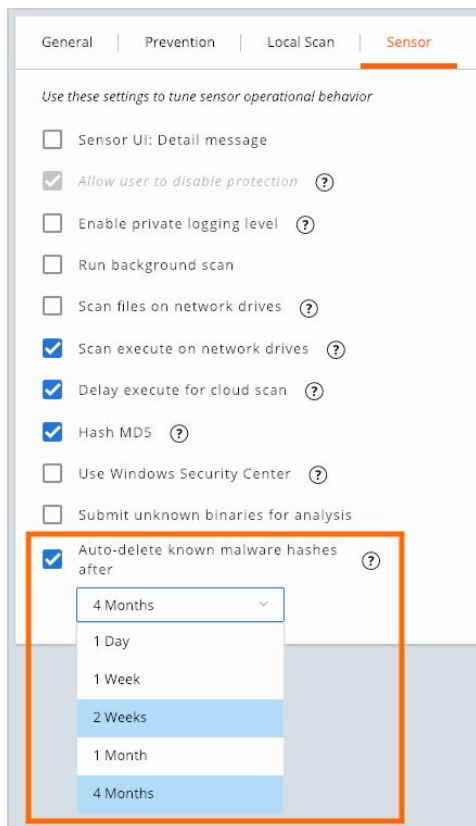 General Prevention Local Scan Sensor
Use these settings to tune sensor operational behavior
Sensor UI: Detail message
Allow user to disable protection ?
Enable private logging level ?
Run background scan
Scan files on network drives ?
Scan execute on network drives ?
Delay execute for cloud scan ?
Hash MD5 ?
Use Windows Security Center ?
Submit unknown binaries for analysis
Auto-delete known malware hashes ?
after
4 Months
1 Day
1 Week
2 Weeks
1 Month
4 Months